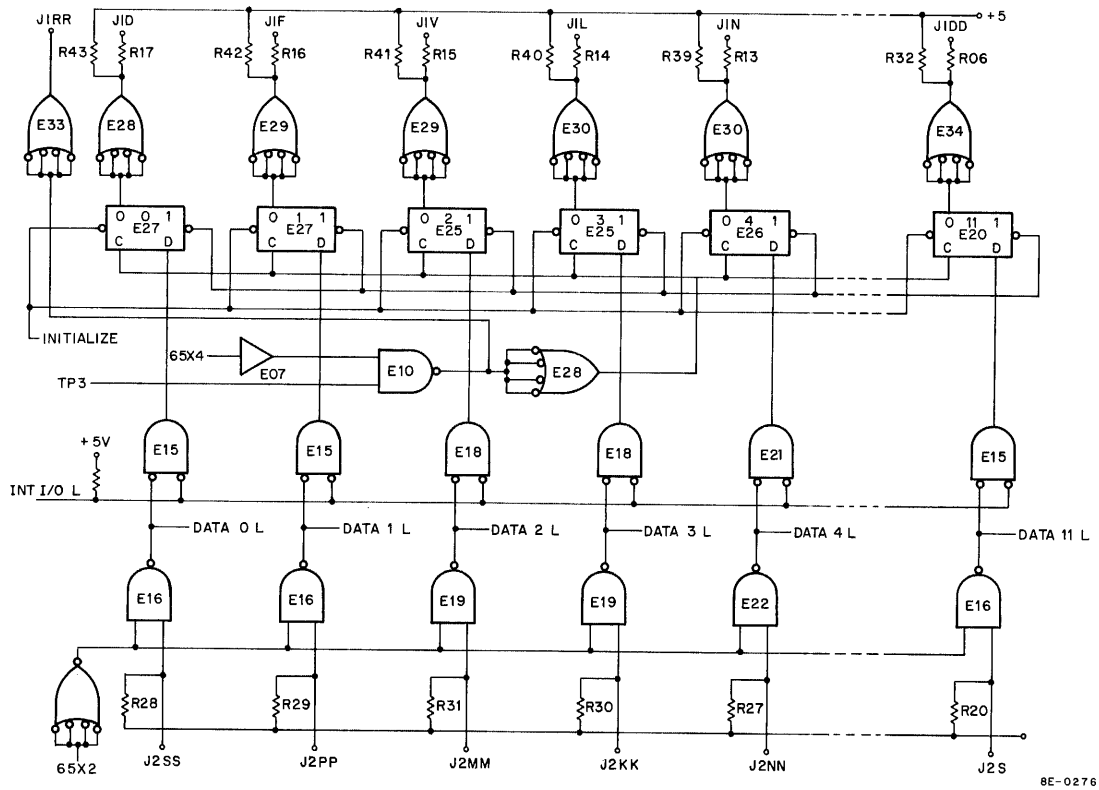 J1RR J1D J1F J1V J1L J1N J1DD +5
R43 R17 R42 R16 R41 R15 R40 R14 R39 R13 R32 R06
E33 E28 E29 E29 E30 E30 E34
0 0 1 0 1 1 0 2 1 0 3 1 0 4 1 0 11 1
E27 E27 E25 E25 E26 E20
C D C D C D C D C D C D
INITIALIZE
65X4 E07 E10 E28
TP3
+5V E15 E15 E18 E18 E21 E15
INT I/O L
DATA 0 L DATA 1 L DATA 2 L DATA 3 L DATA 4 L DATA 11 L
E16 E16 E19 E19 E22 E16
R28 R29 R31 R30 R27 R20
65X2 J2SS J2PP J2MM J2KK J2NN J2S
8E-0276